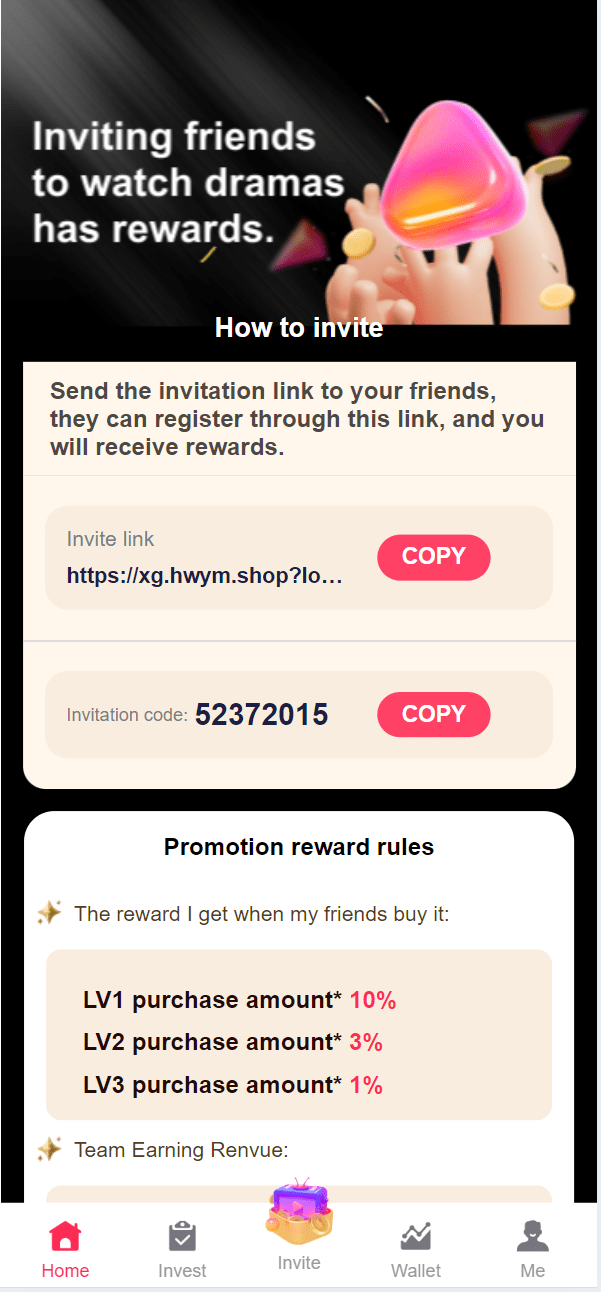 Inviting friends
to watch dramas
has rewards.
How to invite
Send the invitation link to your friends,
they can register through this link, and you
will receive rewards.
Invite link
https://xg.hwym.shop?lo...
COPY
Invitation code: 52372015
COPY
Promotion reward rules
The reward I get when my friends buy it:
LV1 purchase amount* 10%
LV2 purchase amount* 3%
LV3 purchase amount* 1%
Team Earning Renvue:
Home
Invest
Invite
Wallet
Me